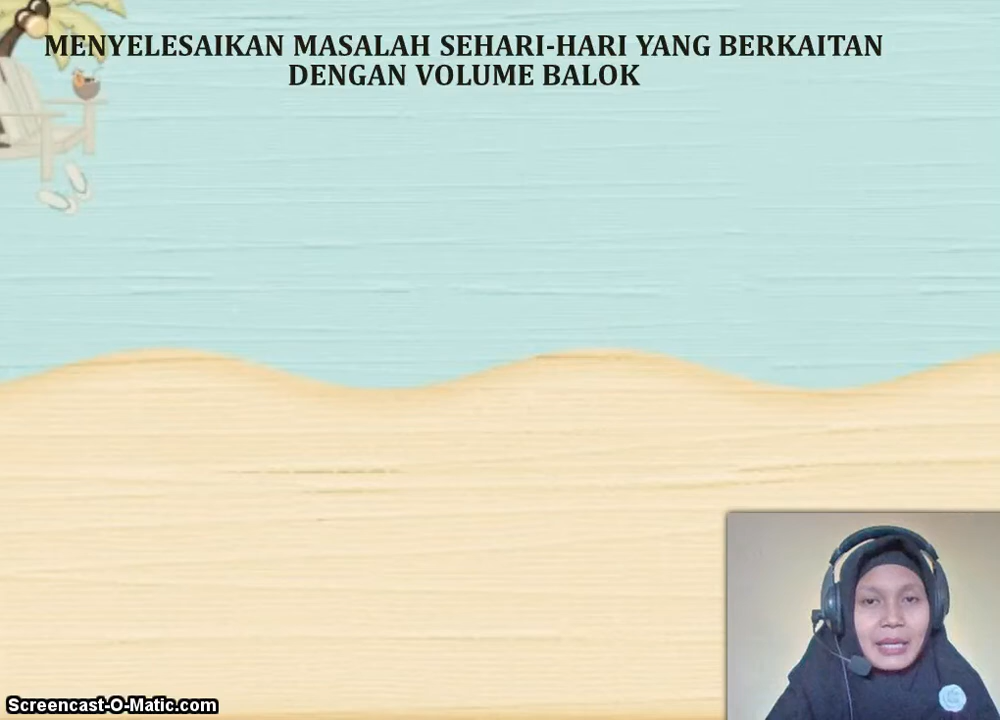 MENYELESAIKAN MASALAH SEHARI-HARI YANG BERKAITAN
DENGAN VOLUME BALOK
Screencast-O-Matic.com